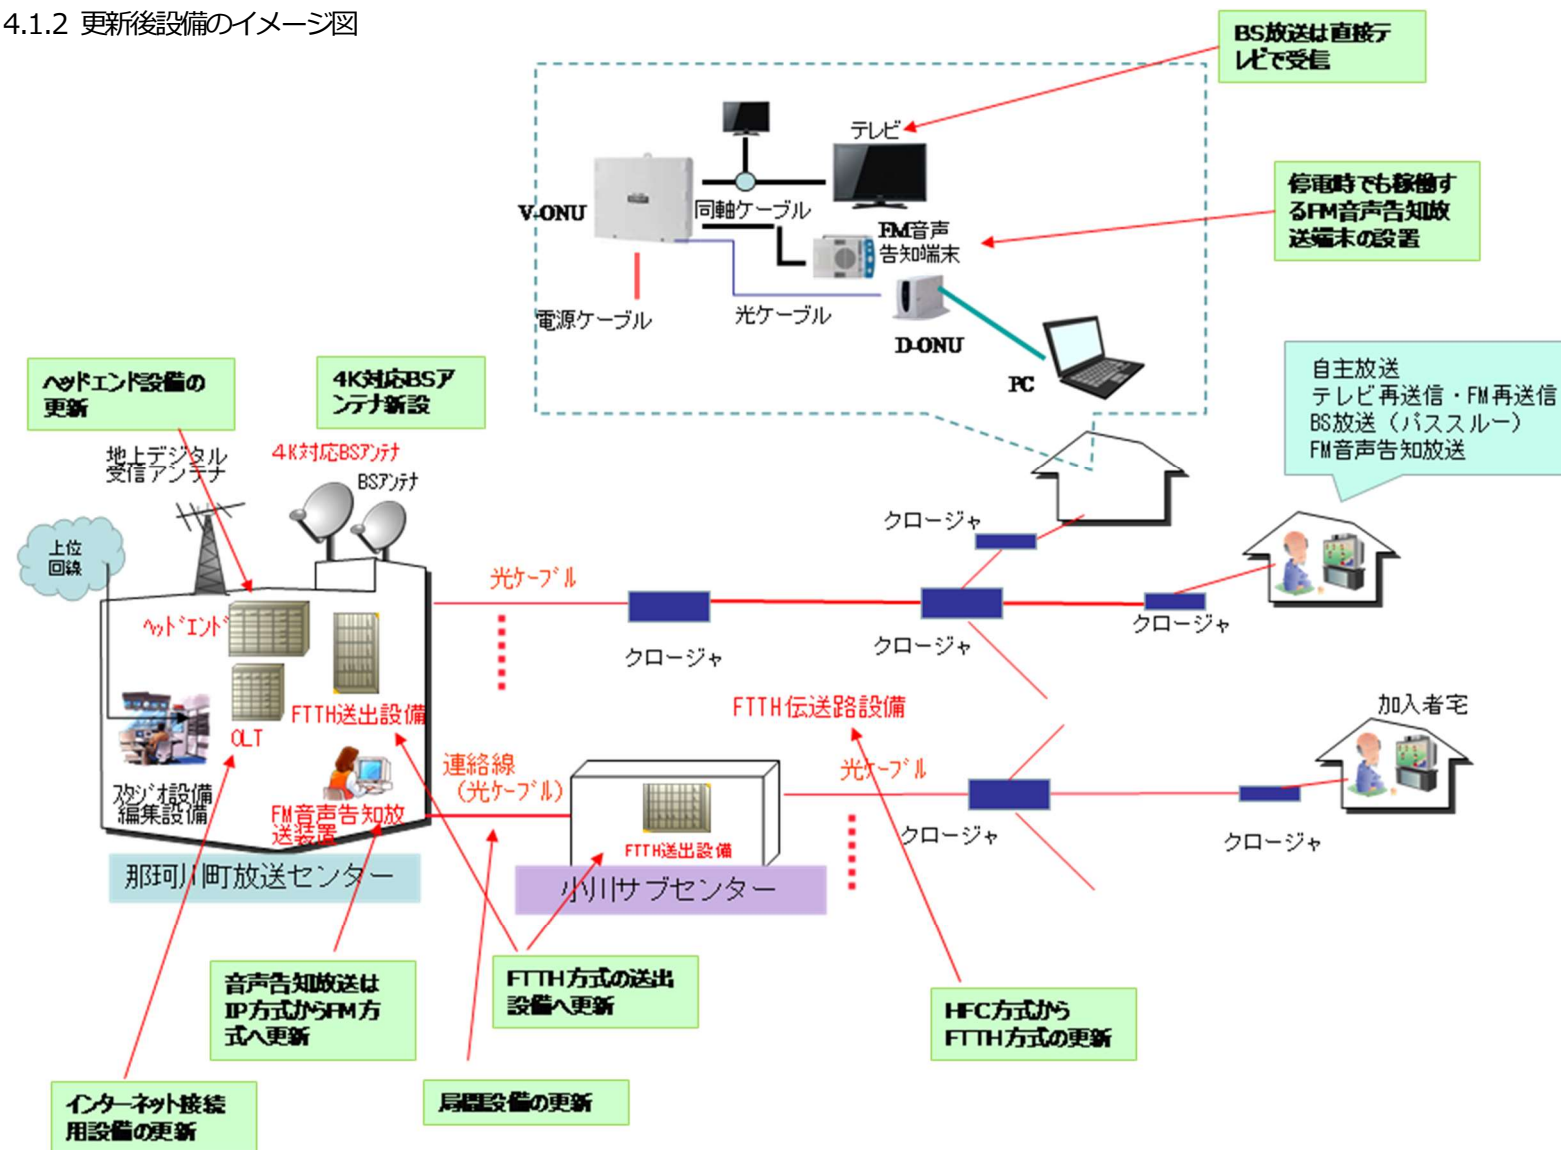 4.1.2 更新後設備のイメージ図
BS放送は直接テ
レビで受信
テレビ
停電時でも稼働す
るFM音声告知放
送端末の設置
V-ONU
同軸ケーブル
FM音声
告知端末
電源ケーブル
光ケーブル
D-ONU
PC
自主放送
テレビ再送信・FM再送信
BS放送(パススルー)
FM音声告知放送
ヘッドエンド設備の
更新
4K対応BSア
ンテナ新設
地上デジタル
受信アンテナ
4K対応BSアンテナ
BSアンテナ
上位
回線
クロージャ
光ケーブル
クロージャ
クロージャ
クロージャ
ヘッドエンド
FTTH送出設備
OLT
FTTH伝送路設備
加入者宅
連絡線
(光ケーブル)
光ケーブル
スタジオ設備
編集設備
FM音声告知放
送装置
FTTH送出設備
クロージャ
クロージャ
那珂川町放送センター
小川サブセンター
音声告知放送は
IP方式からFM方
式へ更新
FTTH方式の送出
設備へ更新
HFC方式から
FTTH方式の更新
インターネット接続
用設備の更新
局間設備の更新